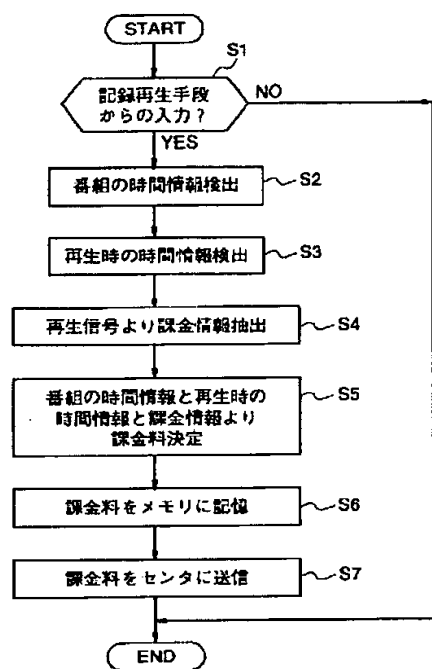 START
S1
記録再生手段
からの入力？
NO
YES
番組の時間情報検出
S2
再生時の時間情報検出
S3
再生信号より課金情報抽出
S4
番組の時間情報と再生時の
時間情報と課金情報より
課金料決定
S5
課金料をメモリに記憶
S6
課金料をセンタに送信
S7
END